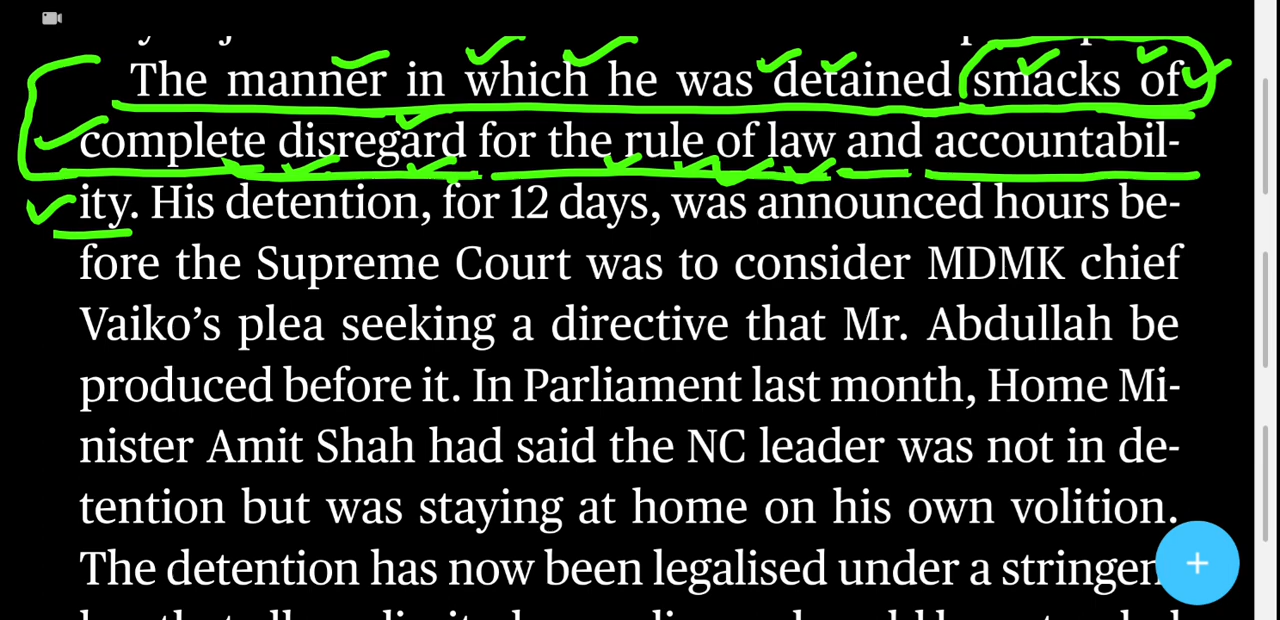 The manner in which he was detained smacks of
complete disregard for the rule of law and accountabil-
ity. His detention, for 12 days, was announced hours be-
fore the Supreme Court was to consider MDMK chief
Vaiko’s plea seeking a directive that Mr. Abdullah be
produced before it. In Parliament last month, Home Mi-
nister Amit Shah had said the NC leader was not in de-
tention but was staying at home on his own volition.
The detention has now been legalised under a